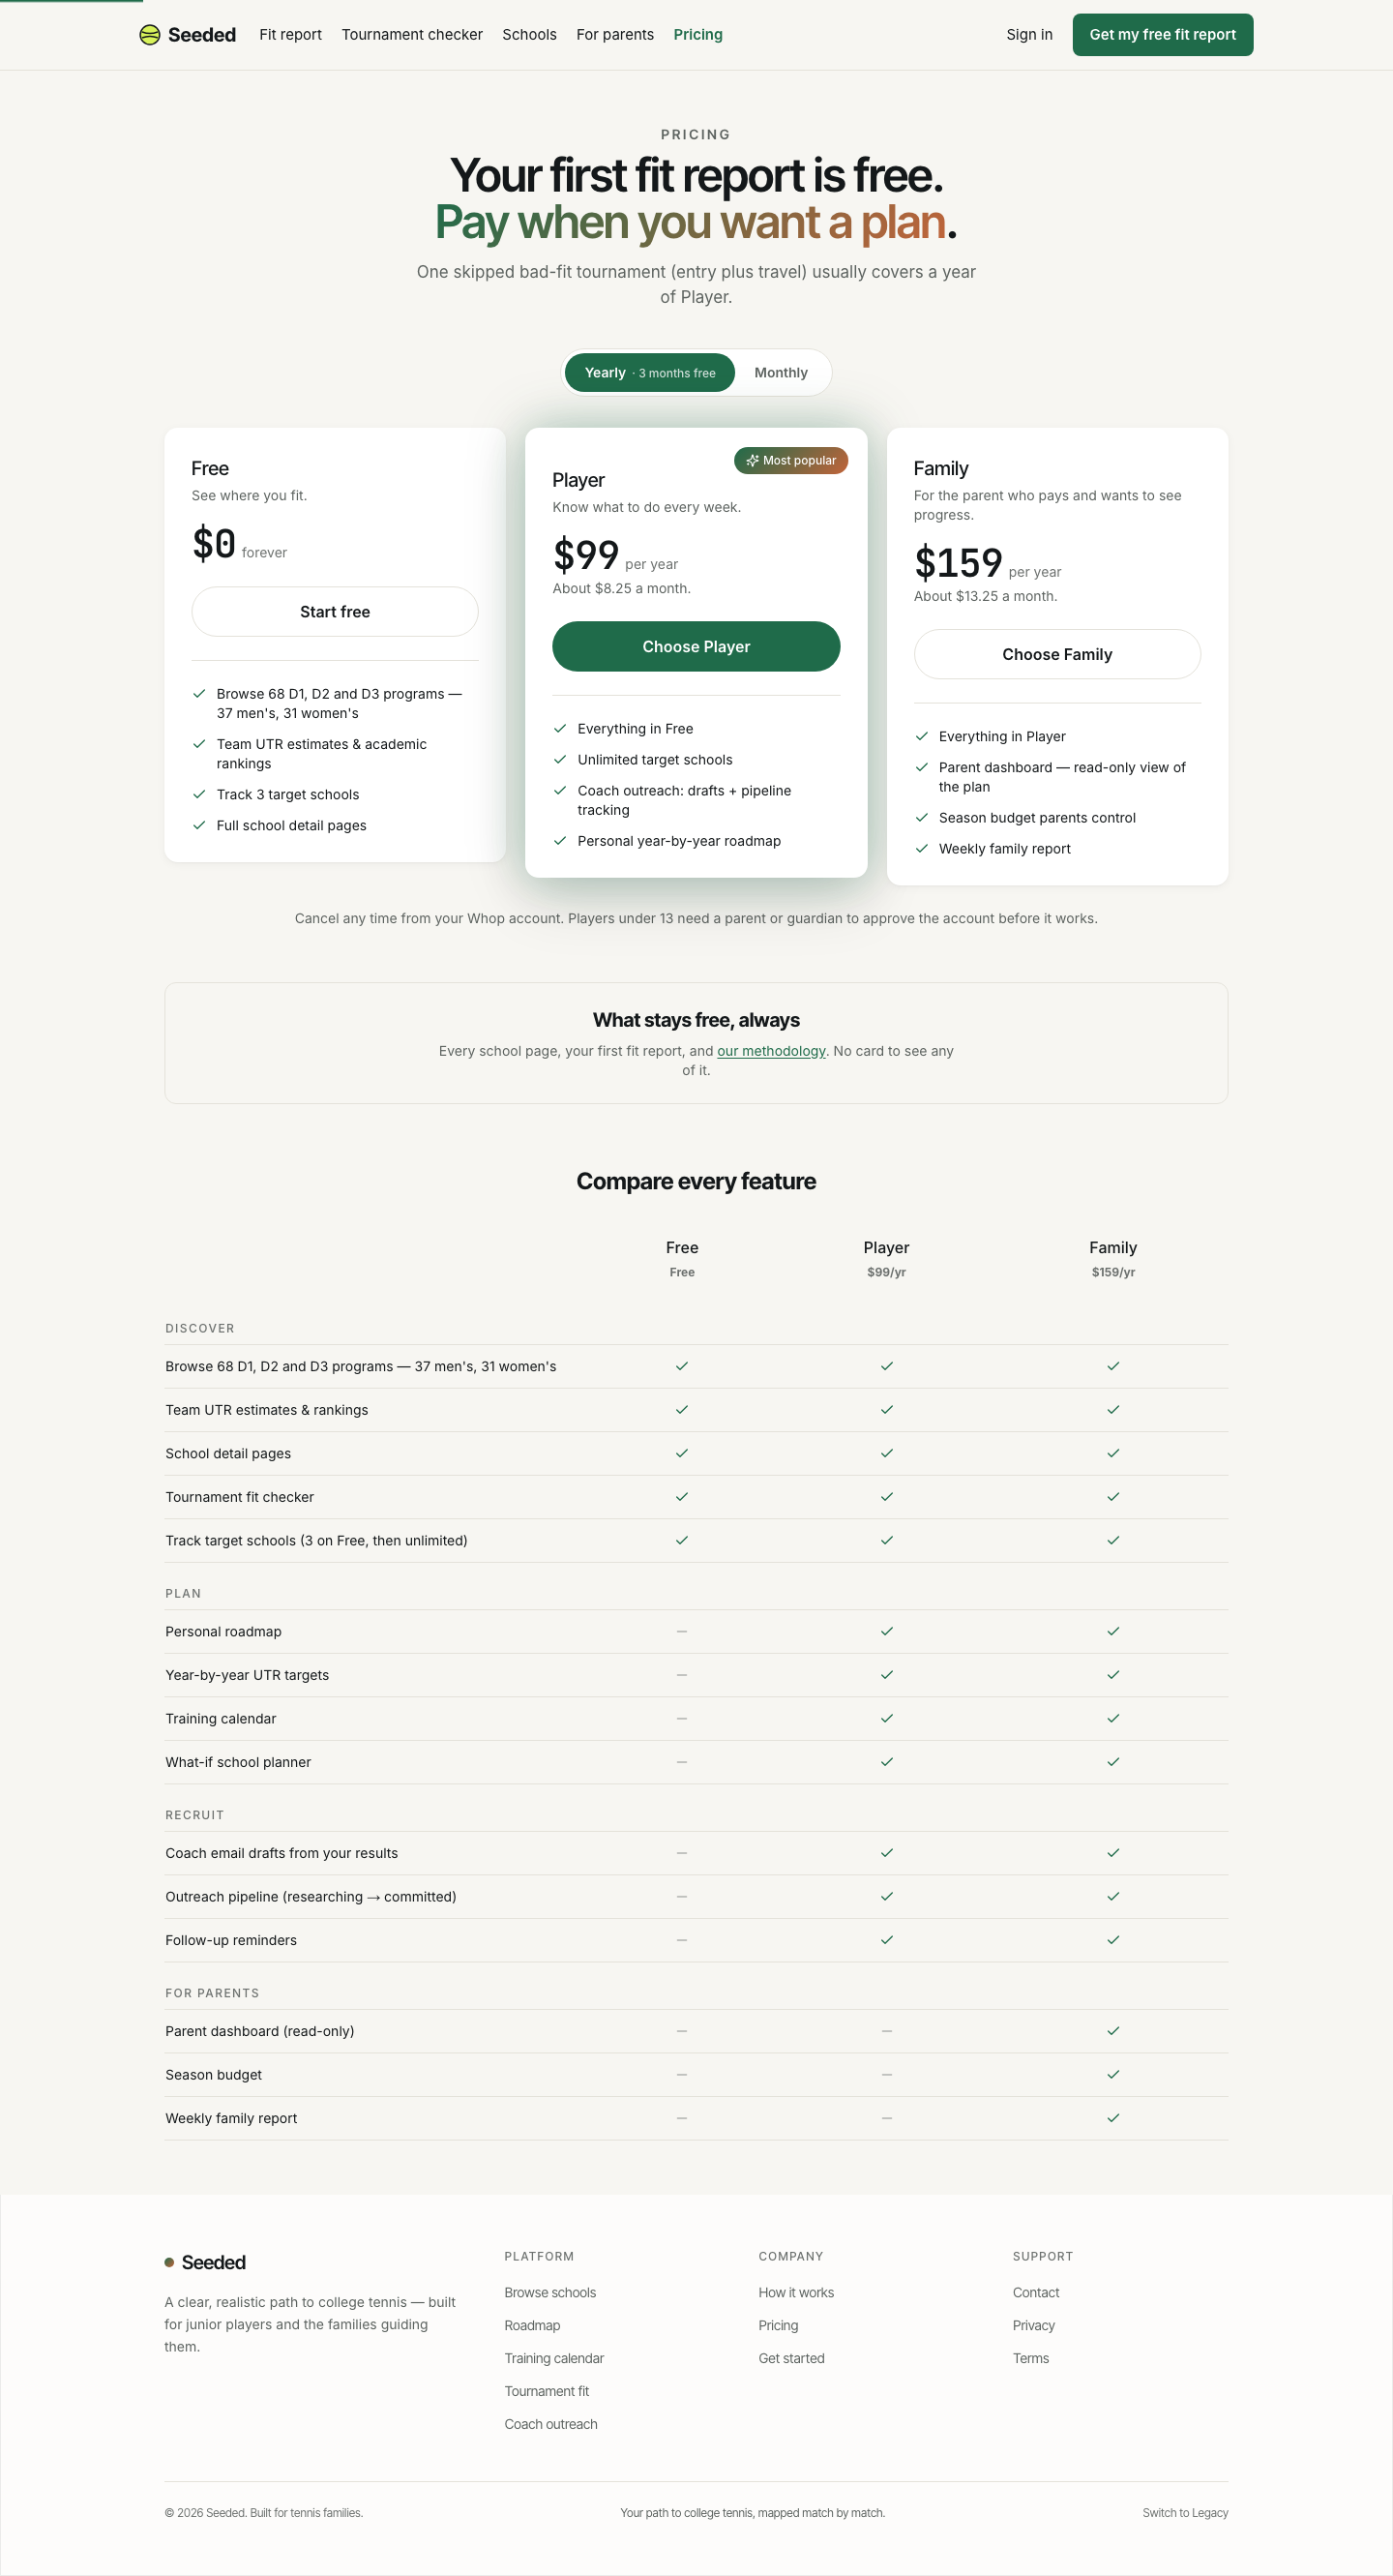 Seeded Fit report Tournament checker Schools For parents Pricing Sign in Get my free fit report
PRICING
Your first fit report is free.
Pay when you want a plan.
One skipped bad-fit tournament (entry plus travel) usually covers a year
of Player.
Yearly · 3 months free Monthly
Free
See where you fit.
$0 forever
Start free
Browse 68 D1, D2 and D3 programs —
37 men's, 31 women's
Team UTR estimates & academic
rankings
Track 3 target schools
Full school detail pages
Most popular
Player
Know what to do every week.
$99 per year
About $8.25 a month.
Choose Player
Everything in Free
Unlimited target schools
Coach outreach: drafts + pipeline
tracking
Personal year-by-year roadmap
Family
For the parent who pays and wants to see
progress.
$159 per year
About $13.25 a month.
Choose Family
Everything in Player
Parent dashboard — read-only view of
the plan
Season budget parents control
Weekly family report
Cancel any time from your Whop account. Players under 13 need a parent or guardian to approve the account before it works.
What stays free, always
Every school page, your first fit report, and our methodology. No card to see any
of it.
Compare every feature
Free Player Family
Free $99/yr $159/yr
DISCOVER
Browse 68 D1, D2 and D3 programs — 37 men's, 31 women's
Team UTR estimates & rankings
School detail pages
Tournament fit checker
Track target schools (3 on Free, then unlimited)
PLAN
Personal roadmap
Year-by-year UTR targets
Training calendar
What-if school planner
RECRUIT
Coach email drafts from your results
Outreach pipeline (researching → committed)
Follow-up reminders
FOR PARENTS
Parent dashboard (read-only)
Season budget
Weekly family report
Seeded
A clear, realistic path to college tennis — built
for junior players and the families guiding
them.
PLATFORM
Browse schools
Roadmap
Training calendar
Tournament fit
Coach outreach
COMPANY
How it works
Pricing
Get started
SUPPORT
Contact
Privacy
Terms
© 2026 Seeded. Built for tennis families. Your path to college tennis, mapped match by match. Switch to Legacy